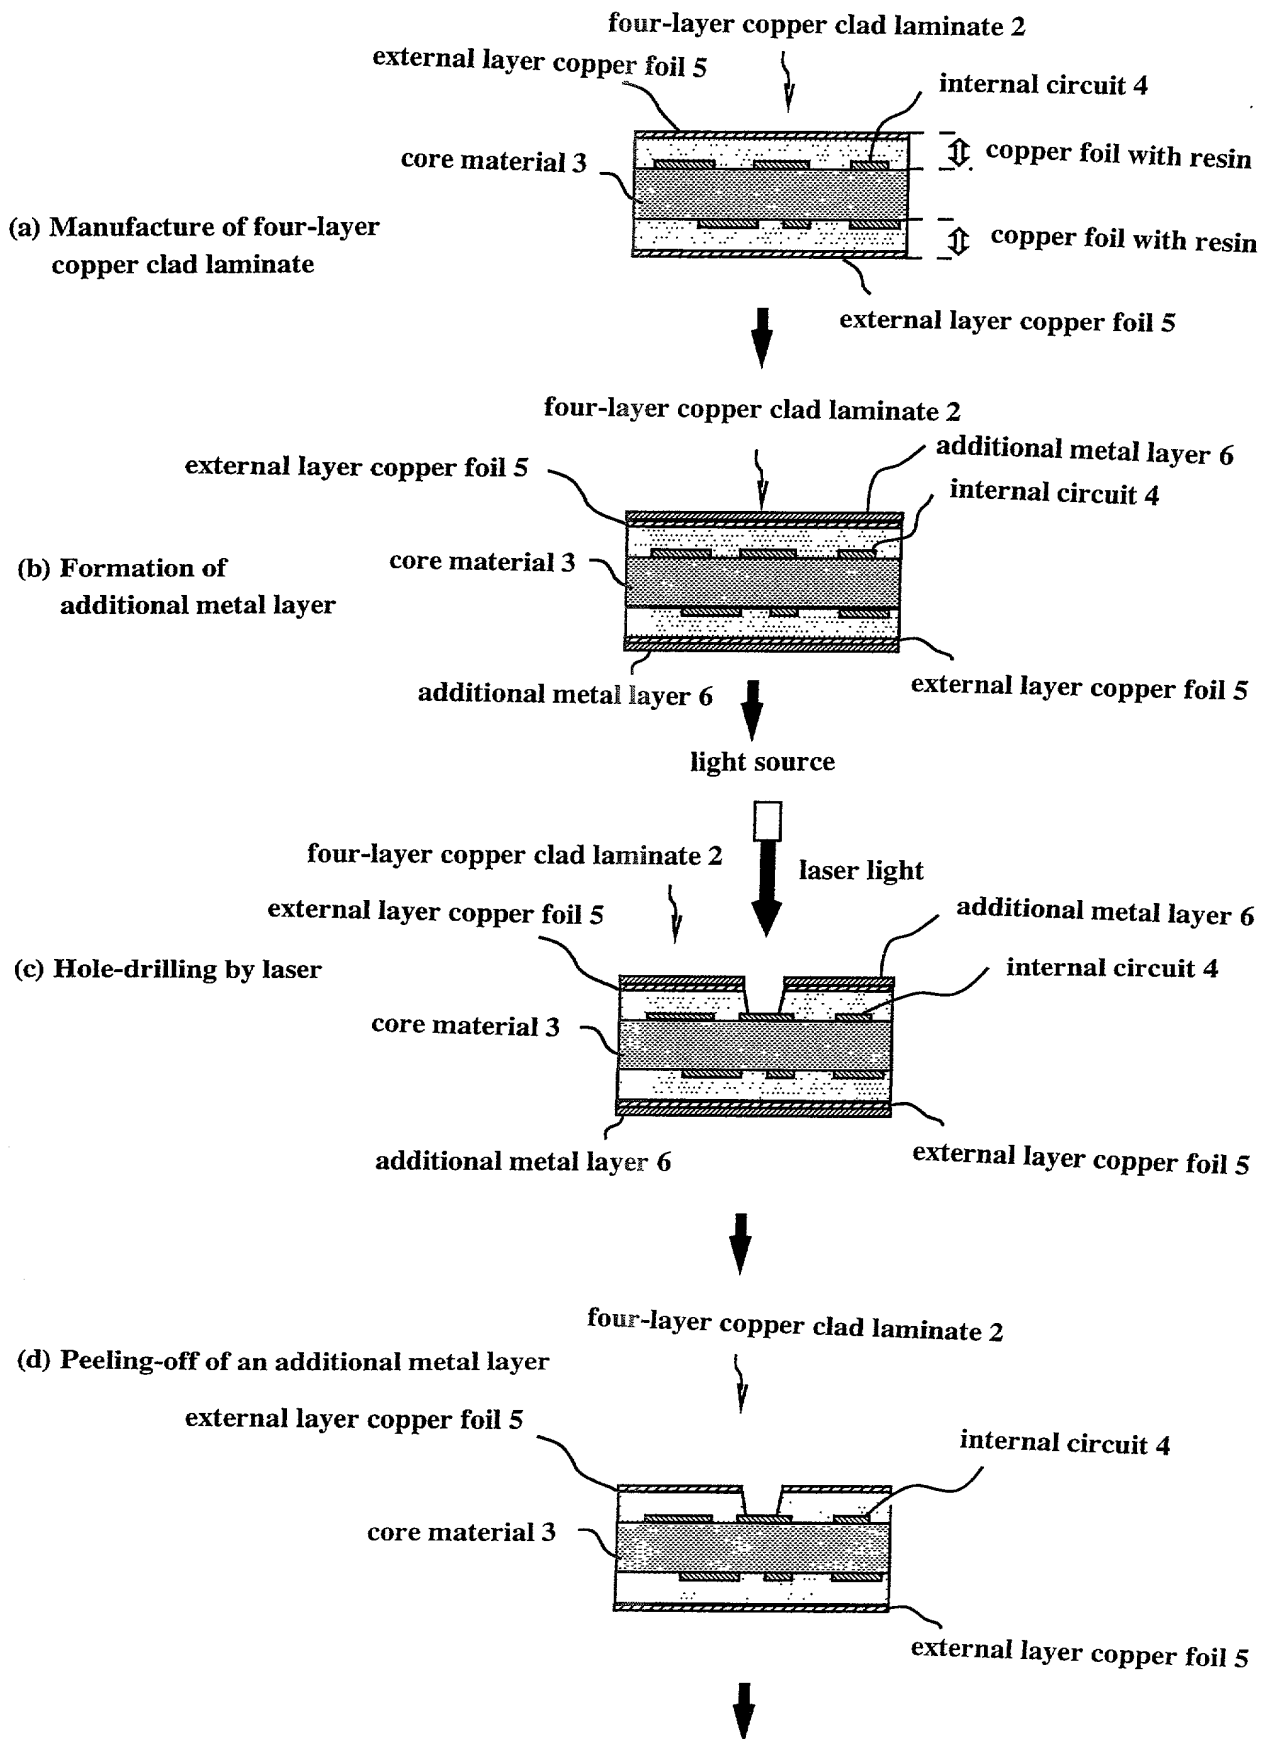 four-layer copper clad laminate 2
external layer copper foil 5
internal circuit 4
core material 3
copper foil with resin
(a) Manufacture of four-layer
copper clad laminate
copper foil with resin
external layer copper foil 5
four-layer copper clad laminate 2
additional metal layer 6
external layer copper foil 5
internal circuit 4
core material 3
(b) Formation of
additional metal layer
additional metal layer 6
external layer copper foil 5
light source
four-layer copper clad laminate 2
laser light
external layer copper foil 5
additional metal layer 6
(c) Hole-drilling by laser
internal circuit 4
core material 3
additional metal layer 6
external layer copper foil 5
four-layer copper clad laminate 2
(d) Peeling-off of an additional metal layer
external layer copper foil 5
internal circuit 4
core material 3
external layer copper foil 5